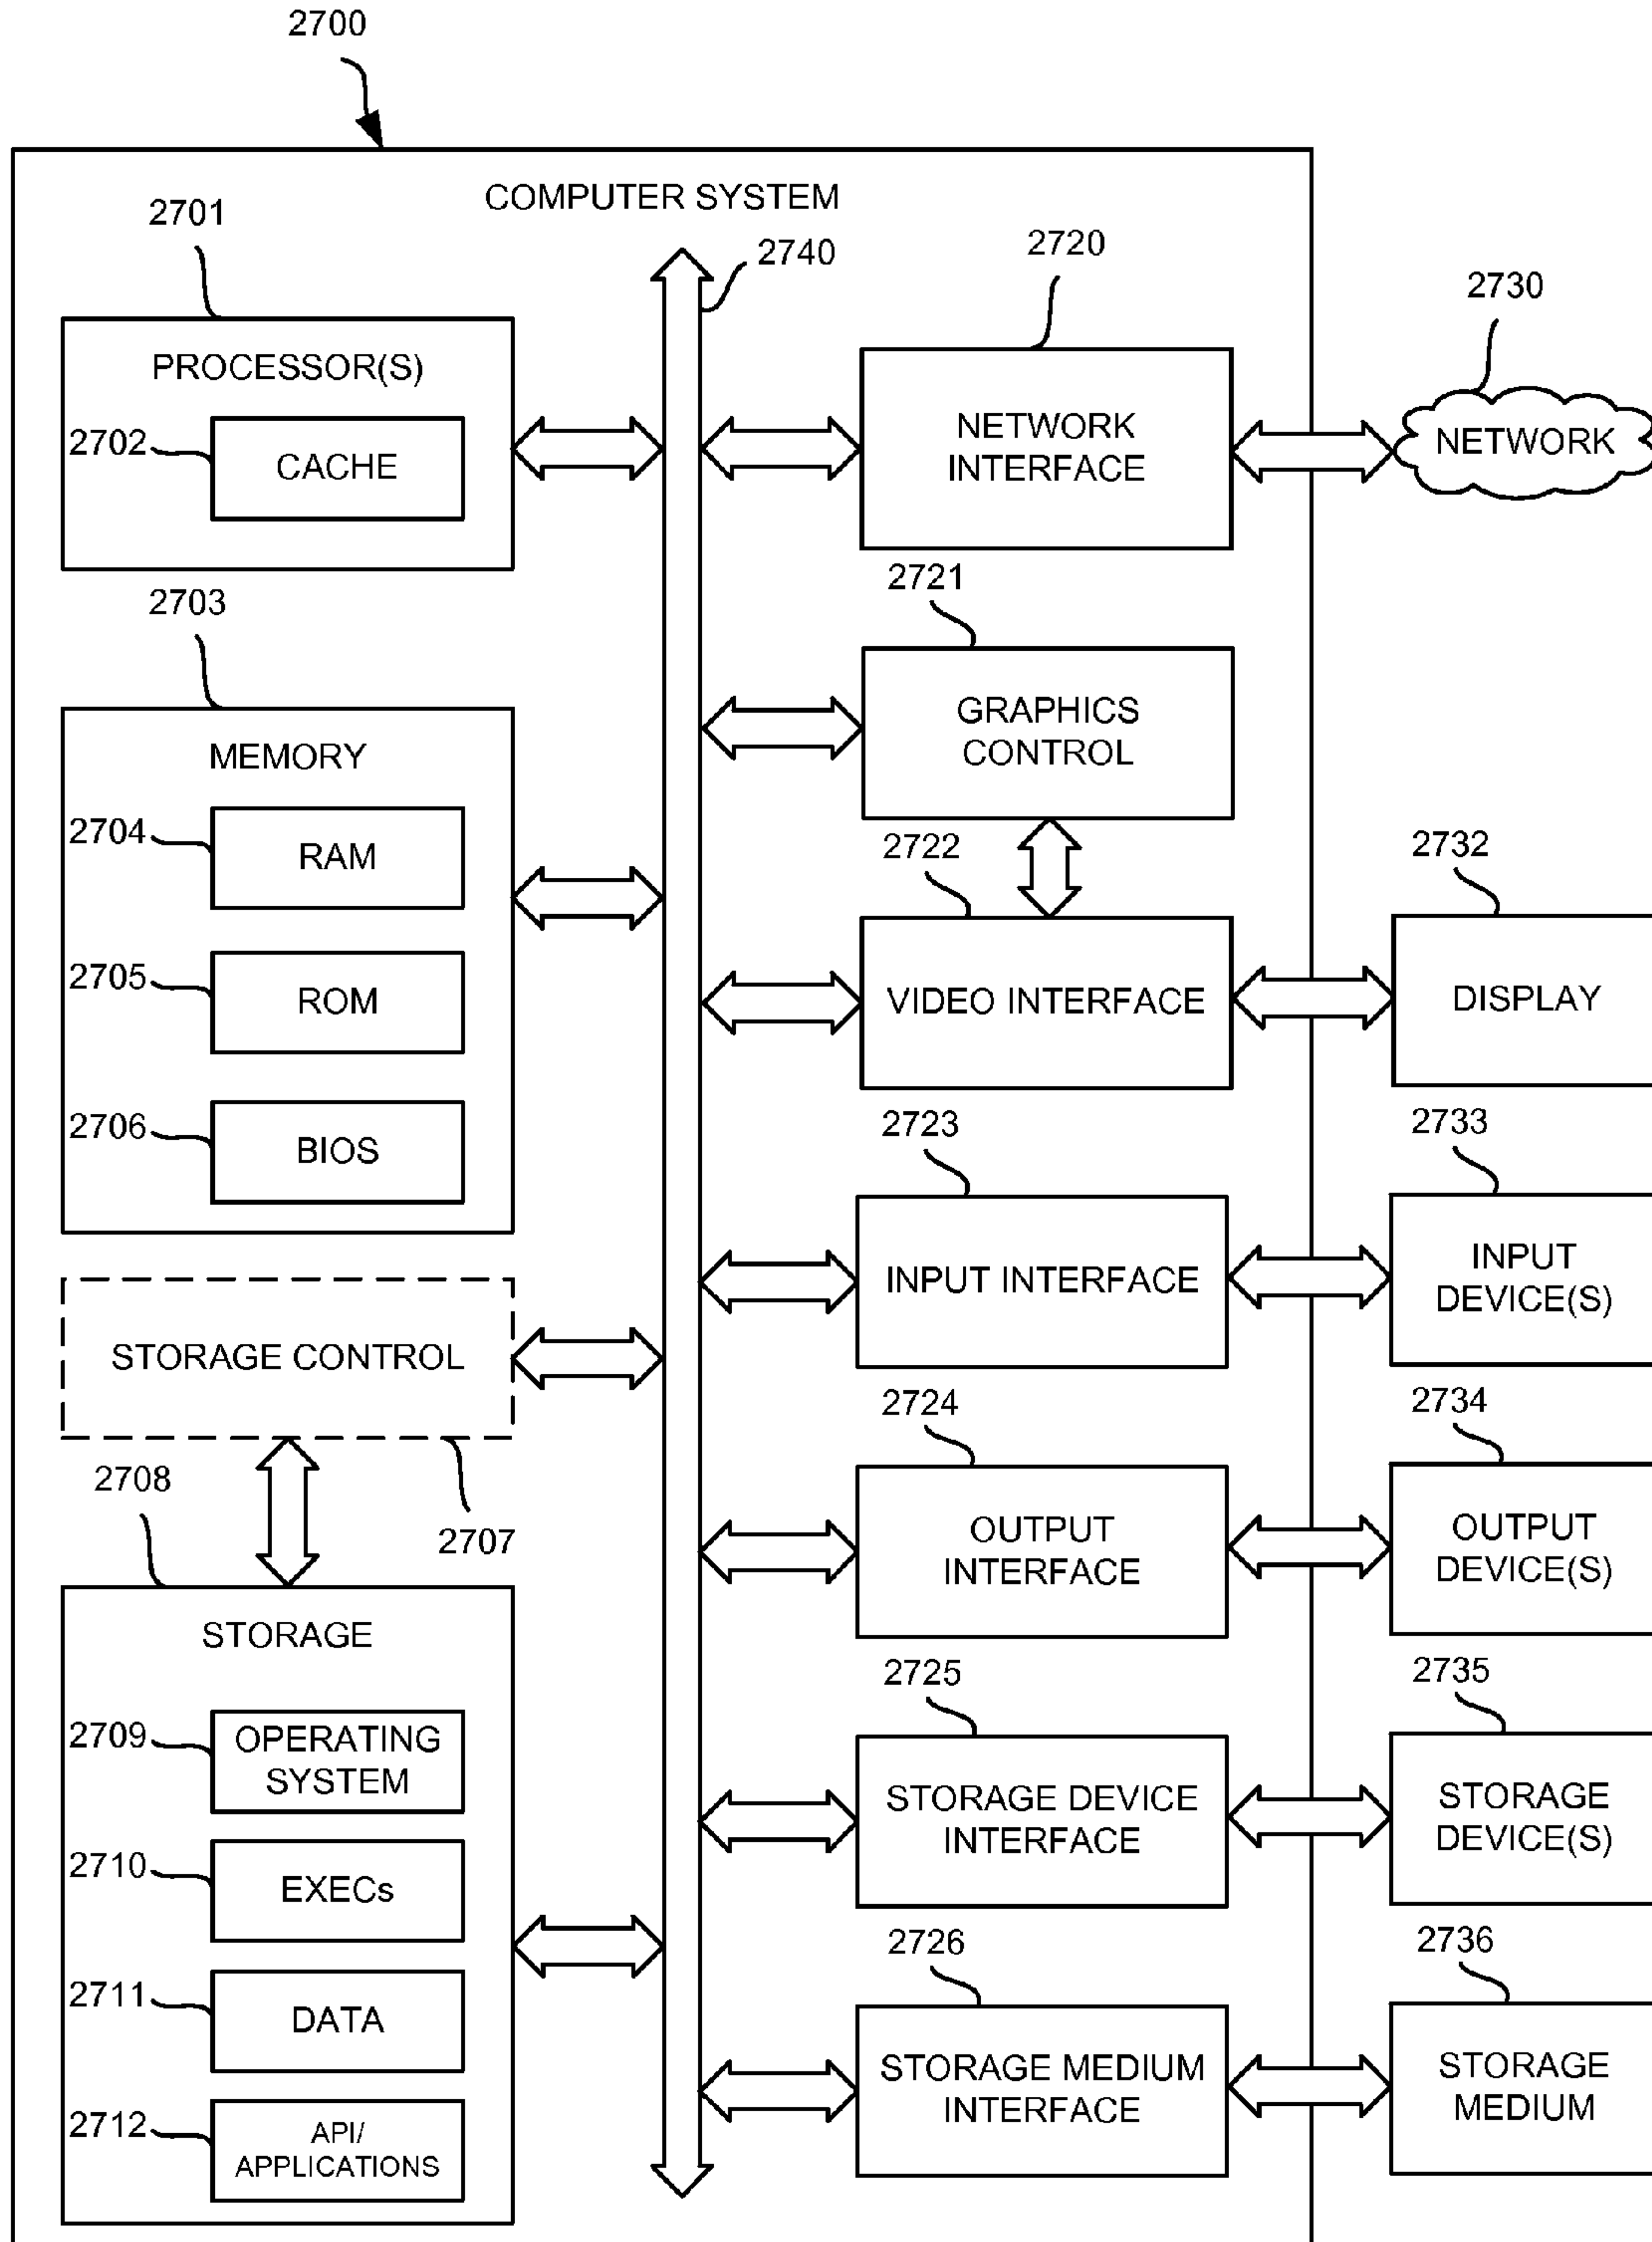 2700
COMPUTER SYSTEM
2701
2740
2720
2730
PROCESSOR(S)
2702
CACHE
NETWORK
INTERFACE
NETWORK
2703
2721
MEMORY
GRAPHICS
CONTROL
2704
RAM
2722
2732
2705
ROM
VIDEO INTERFACE
DISPLAY
2706
BIOS
2723
2733
INPUT INTERFACE
INPUT
DEVICE(S)
STORAGE CONTROL
2707
2724
2734
2708
OUTPUT
INTERFACE
OUTPUT
DEVICE(S)
STORAGE
2725
2735
2709
OPERATING
SYSTEM
STORAGE DEVICE
INTERFACE
STORAGE
DEVICE(S)
2710
EXECs
2726
2736
2711
DATA
STORAGE MEDIUM
INTERFACE
STORAGE
MEDIUM
2712
API/
APPLICATIONS